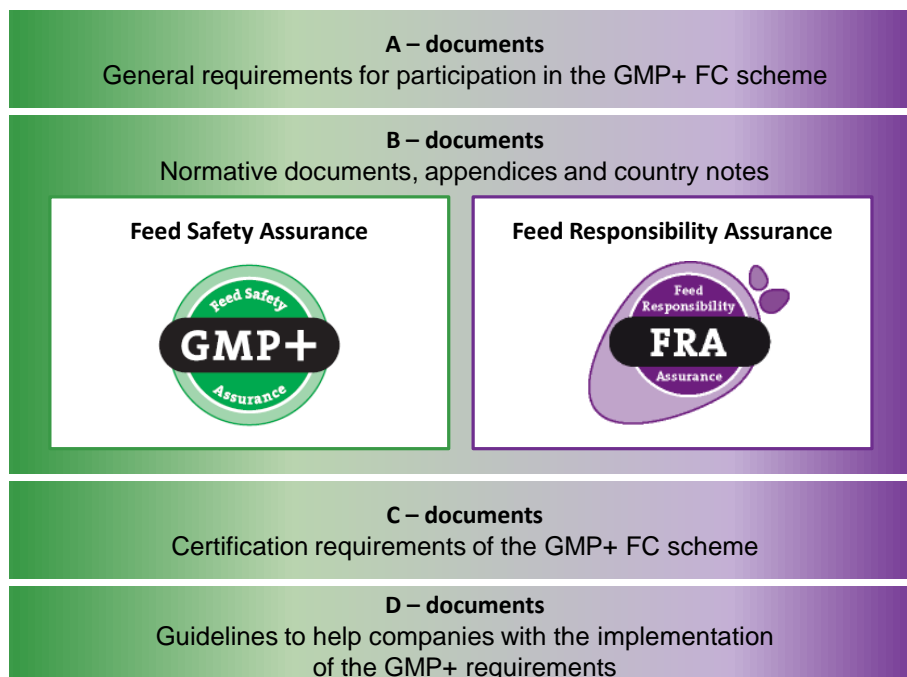 A – documents
General requirements for participation in the GMP+ FC scheme
B – documents
Normative documents, appendices and country notes
Feed Safety Assurance
Feed Safety
GMP+
Assurance
Feed Responsibility Assurance
Feed
Responsibility
FRA
Assurance
C – documents
Certification requirements of the GMP+ FC scheme
D – documents
Guidelines to help companies with the implementation
of the GMP+ requirements